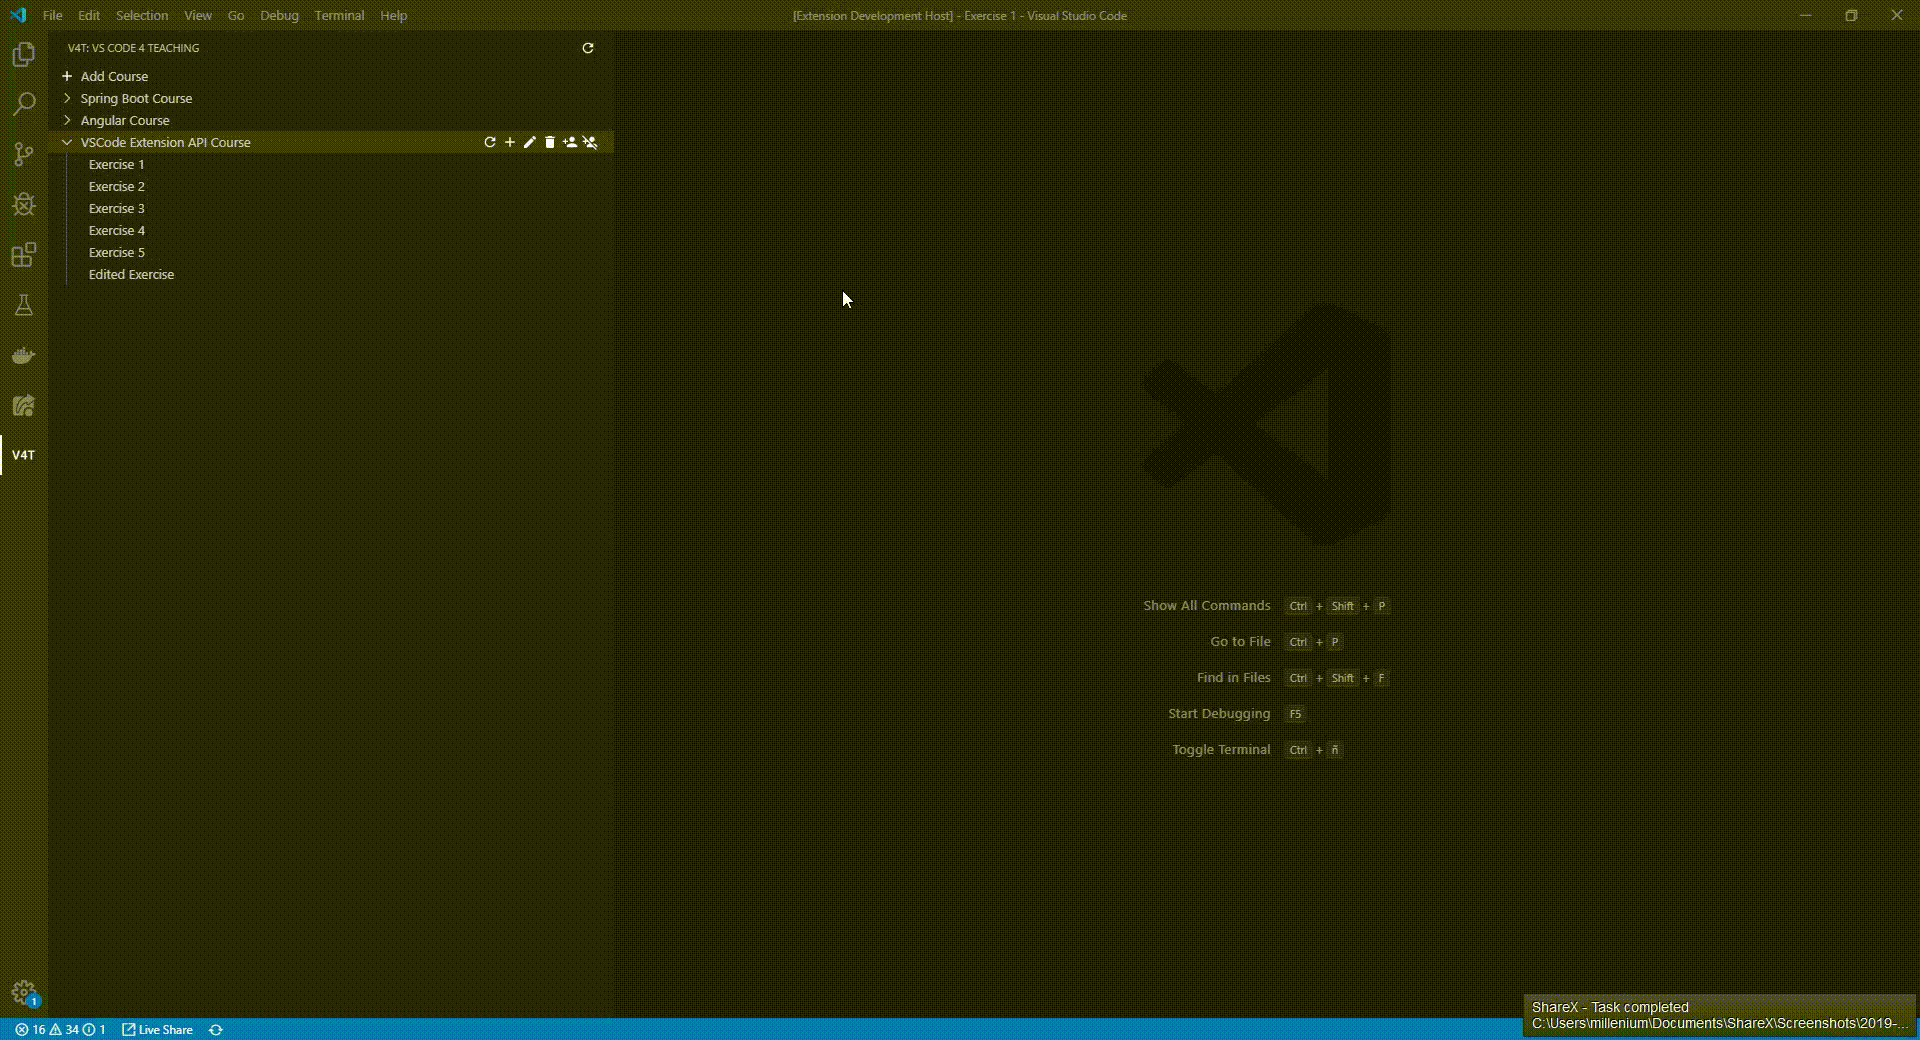 File Edit Selection View Go Debug Terminal Help
[Extension Development Host] - Exercise 1 - Visual Studio Code
V4T: VS CODE 4 TEACHING
Add Course
Spring Boot Course
Angular Course
VSCode Extension API Course
Exercise 1
Exercise 2
Exercise 3
Exercise 4
Exercise 5
Edited Exercise
V4T
Show All Commands Ctrl + Shift + P
Go to File Ctrl + P
Find in Files Ctrl + Shift + F
Start Debugging F5
Toggle Terminal Ctrl + ñ
1
16 34 1 Live Share
ShareX - Task completed
C:\Users\millenium\Documents\ShareX\Screenshots\2019-...